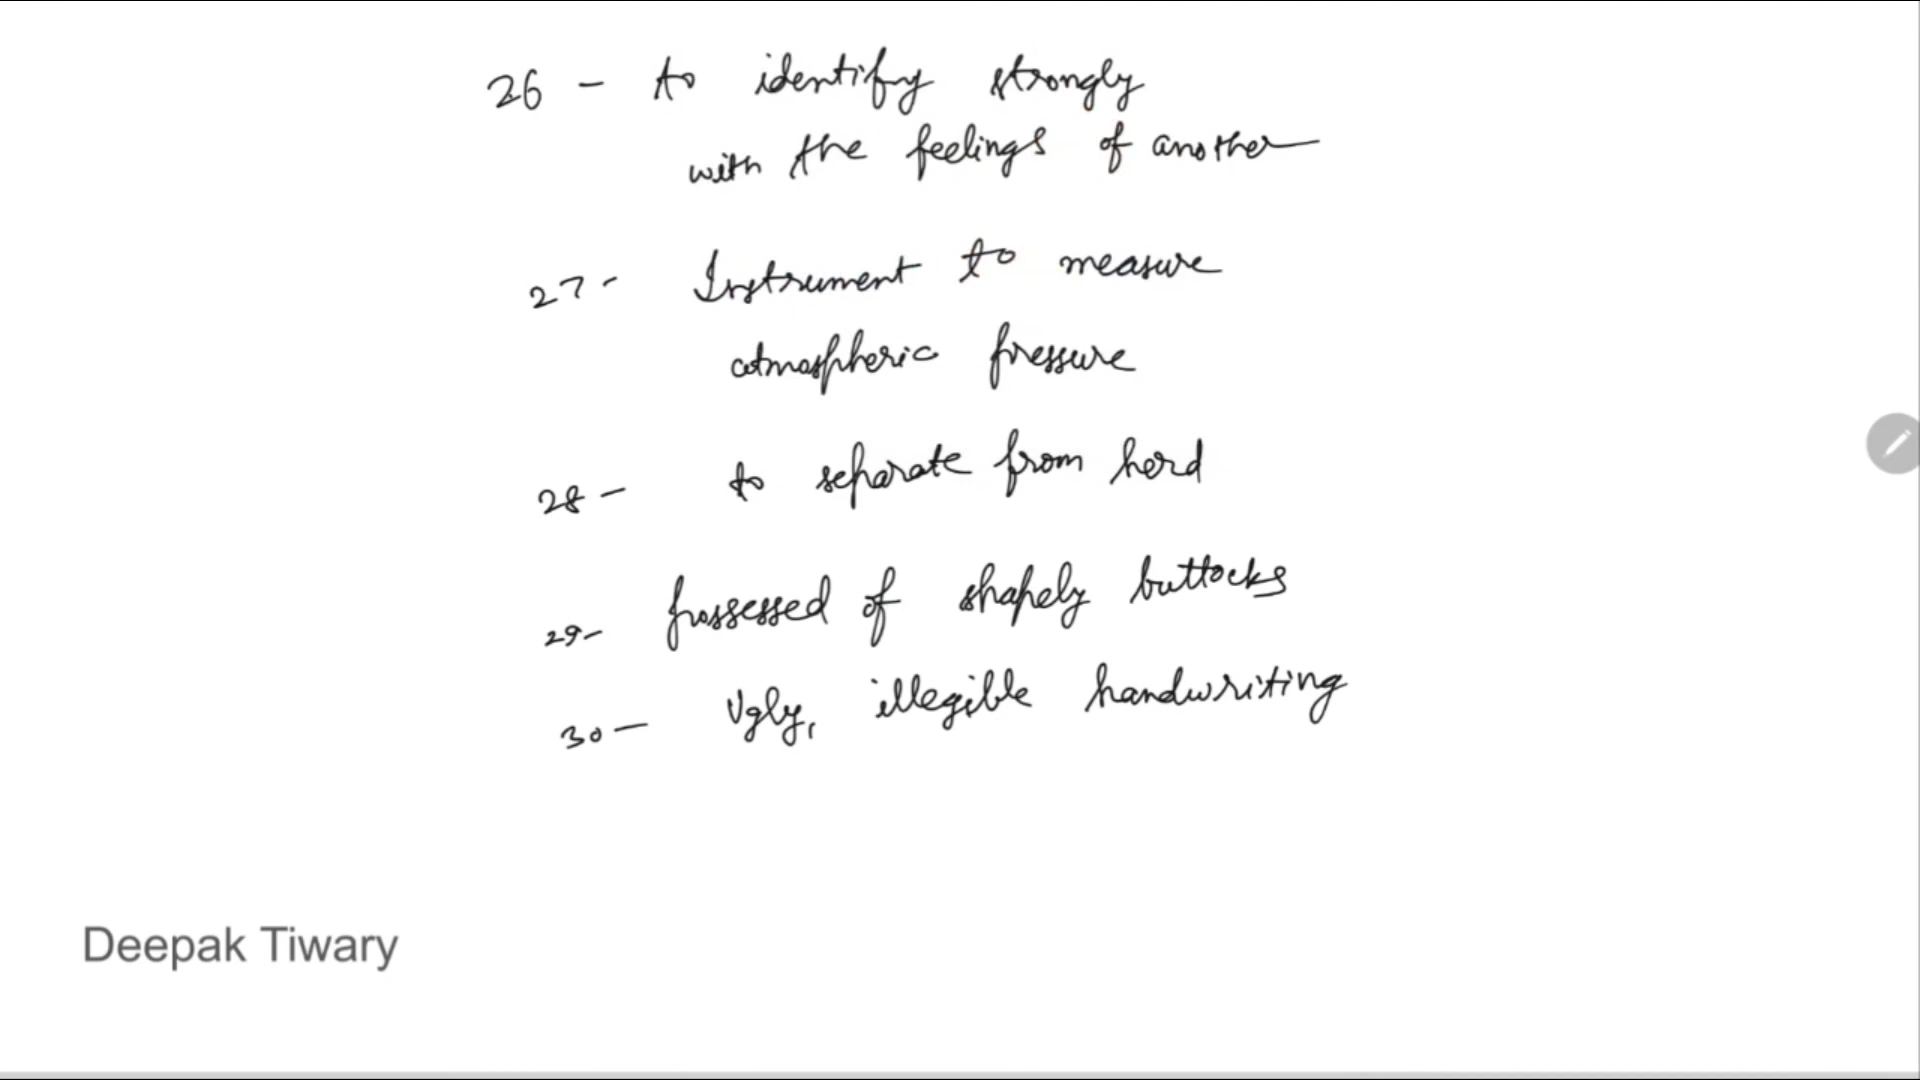 26 - to identify strongly
with the feelings of another
27- Instrument to measure
atmospheric pressure
28 - to separate from herd
29- possessed of shapely buttocks
30 - Ugly, illegible handwriting
Deepak Tiwary